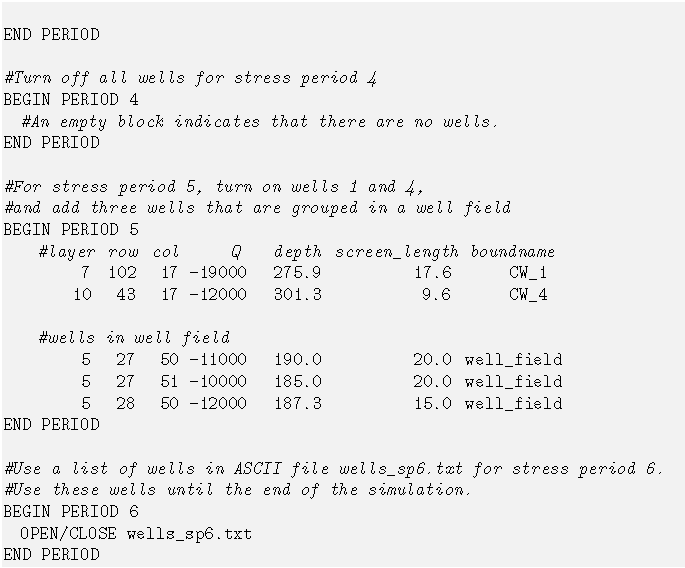 END PERIOD
#Turn off all wells for stress period 4
BEGIN PERIOD 4
#An empty block indicates that there are no wells.
END PERIOD
#For stress period 5, turn on wells 1 and 4,
#and add three wells that are grouped in a well field
BEGIN PERIOD 5
#layer row col Q depth screen_length boundname
7 102 17 -19000 275.9 17.6 CW_1
10 43 17 -12000 301.3 9.6 CW_4
#wells in well field
5 27 50 -11000 190.0 20.0 well_field
5 27 51 -10000 185.0 20.0 well_field
5 28 50 -12000 187.3 15.0 well_field
END PERIOD
#Use a list of wells in ASCII file wells_sp6.txt for stress period 6.
#Use these wells until the end of the simulation.
BEGIN PERIOD 6
OPEN/CLOSE wells_sp6.txt
END PERIOD